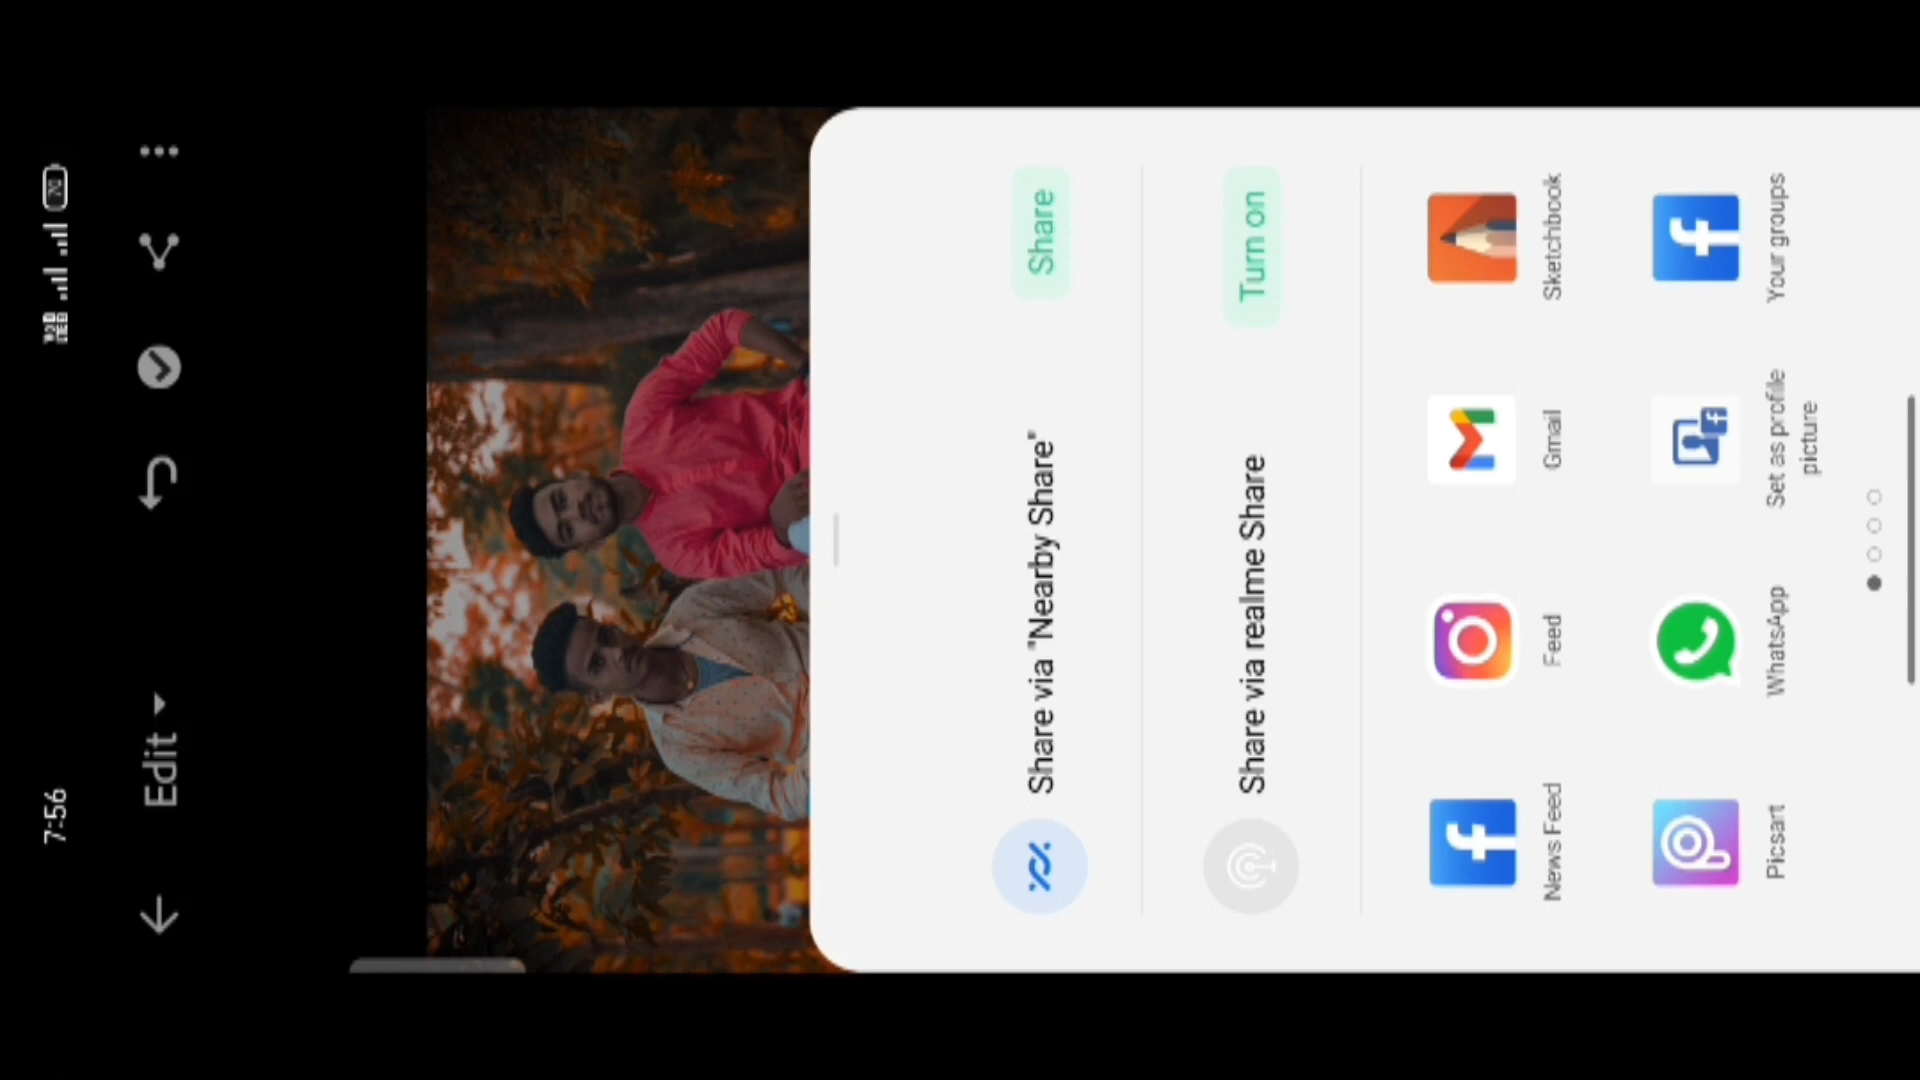 7:56
70
Edit
Share via "Nearby Share"
Share
Share via realme Share
Turn on
News Feed
Feed
Gmail
Sketchbook
Picsart
WhatsApp
Set as profile
picture
Your groups